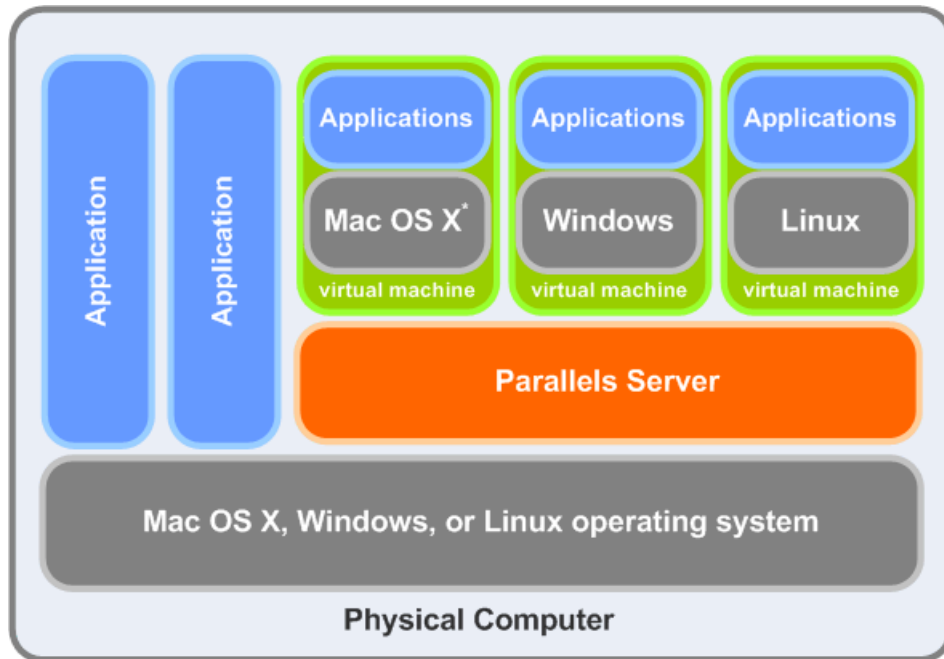 Application
Application
Applications
Mac OS X*
virtual machine
Applications
Windows
virtual machine
Applications
Linux
virtual machine
Parallels Server
Mac OS X, Windows, or Linux operating system
Physical Computer